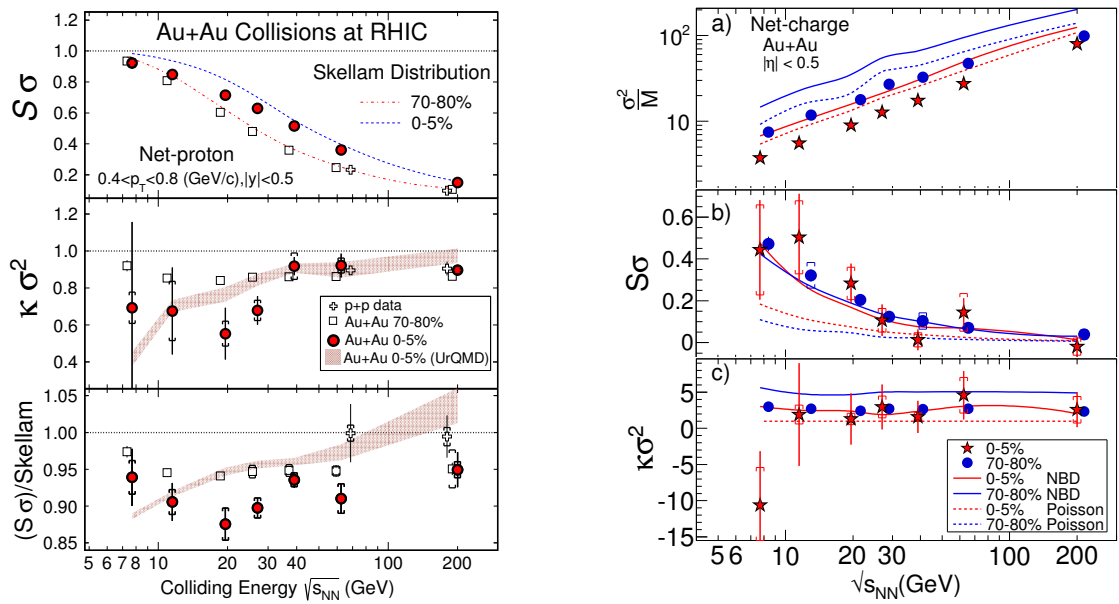 Au+Au Collisions at RHIC
Skellam Distribution
70-80%
0-5%
Net-proton
0.4<p_T<0.8 (GeV/c),|y|<0.5
S σ
1.0
0.8
0.6
0.4
0.2
κ σ²
1.2
1.0
0.8
0.6
0.4
p+p data
Au+Au 70-80%
Au+Au 0-5%
Au+Au 0-5% (UrQMD)
(S σ)/Skellam
1.05
1.00
0.95
0.90
0.85
5 6 7 8 10 20 30 40 100 200
Colliding Energy √s_NN (GeV)
a)
Net-charge
Au+Au
|η| < 0.5
σ²/M
10²
10
b)
Sσ
0.6
0.4
0.2
0
c)
κσ²
5
0
-5
-10
-15
0-5%
70-80%
0-5% NBD
70-80% NBD
0-5% Poisson
70-80% Poisson
5 6 10 20 30 100 200
√s_NN(GeV)